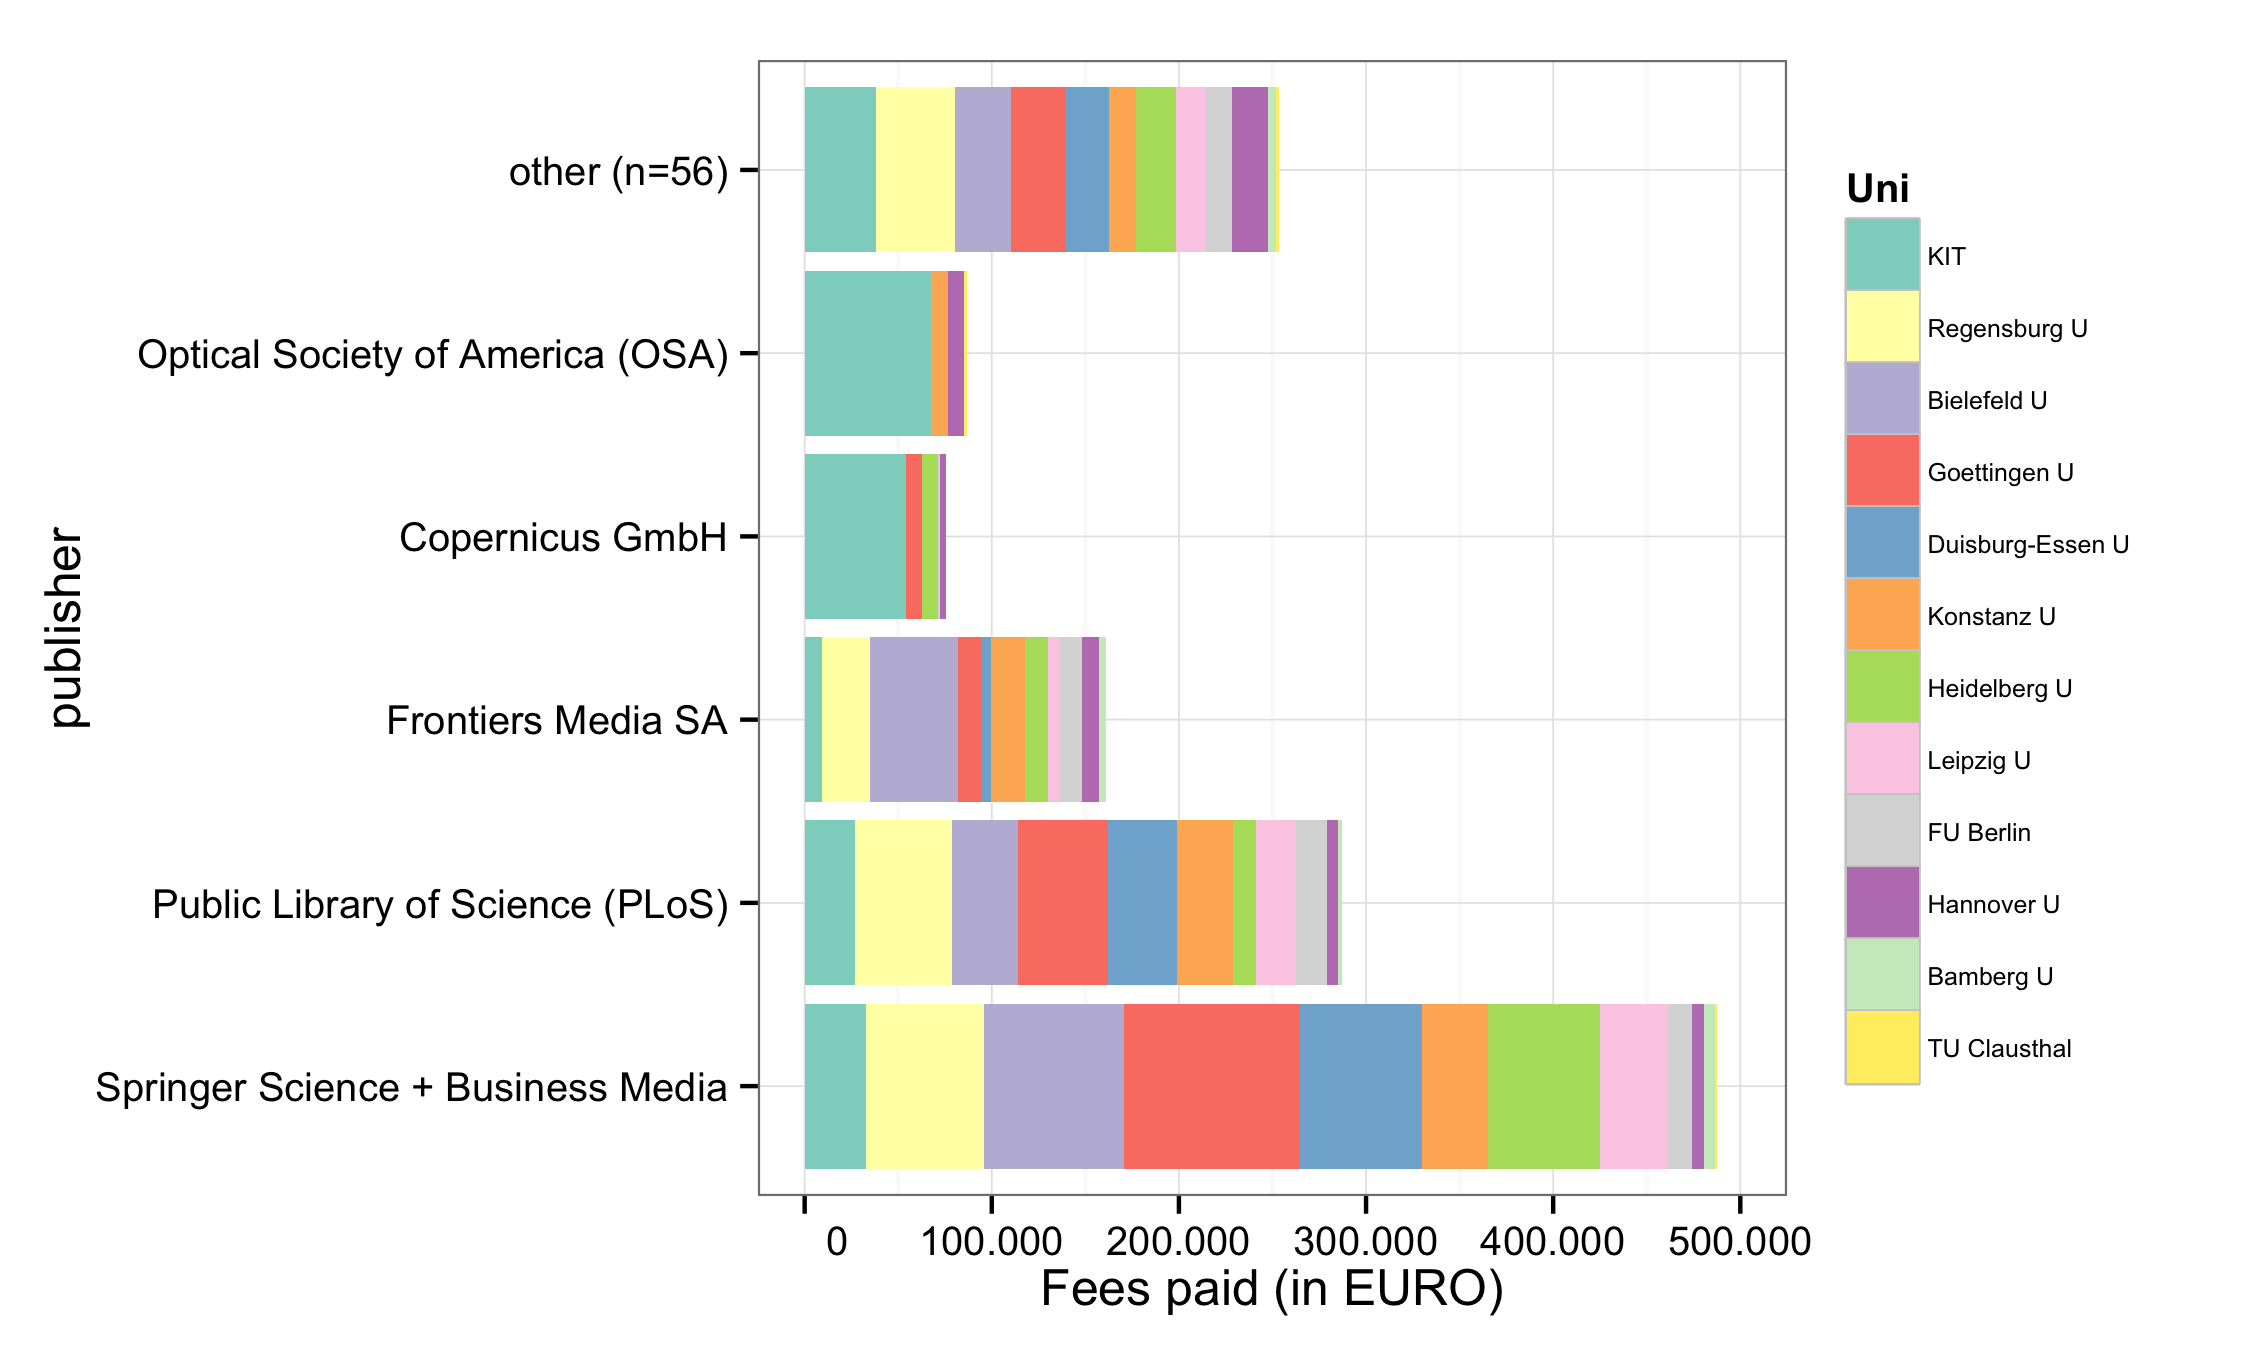 publisher
other (n=56)
Optical Society of America (OSA)
Copernicus GmbH
Frontiers Media SA
Public Library of Science (PLoS)
Springer Science + Business Media
0 100.000 200.000 300.000 400.000 500.000
Fees paid (in EURO)
Uni
KIT
Regensburg U
Bielefeld U
Goettingen U
Duisburg-Essen U
Konstanz U
Heidelberg U
Leipzig U
FU Berlin
Hannover U
Bamberg U
TU Clausthal